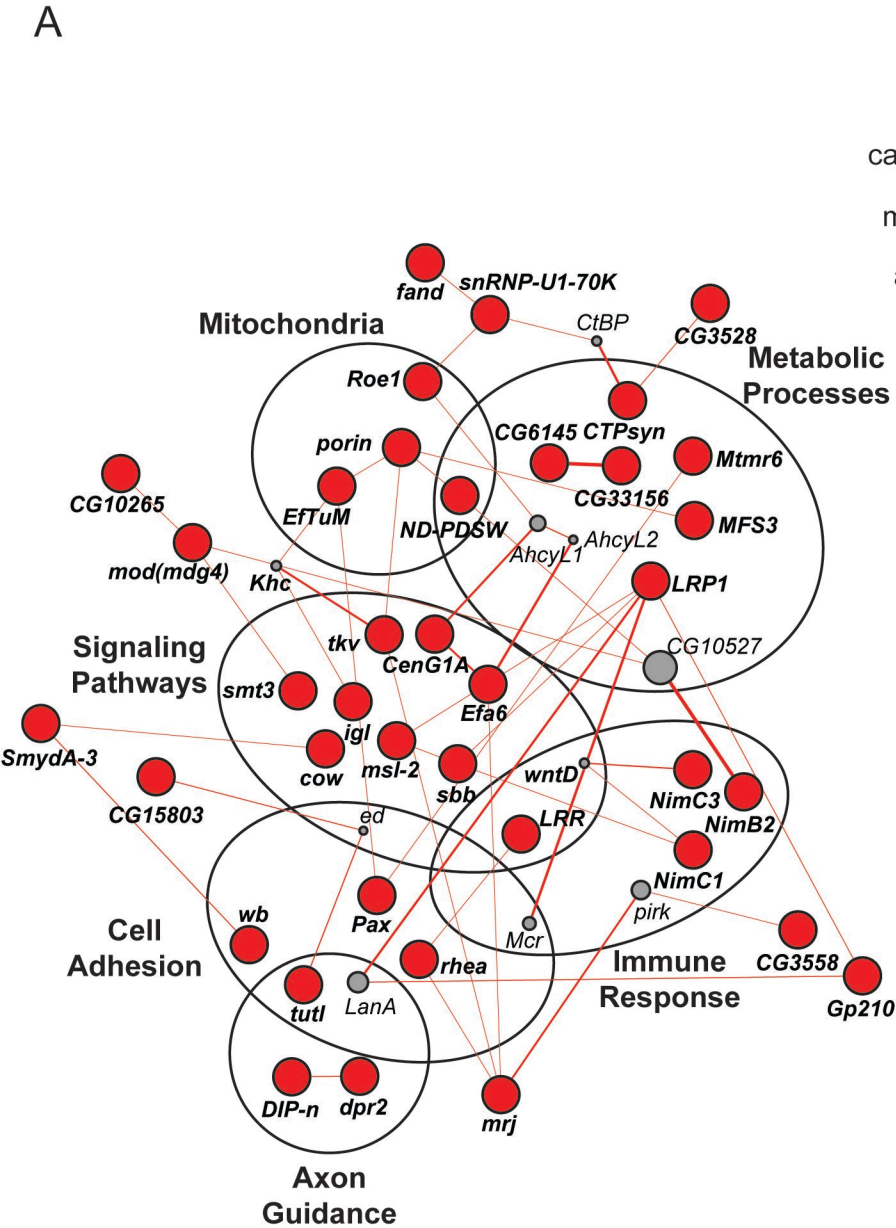 A
ca
m
a
fand
snRNP-U1-70K
CtBP
CG3528
Mitochondria
Metabolic
Processes
Roe1
porin
CG6145
CTPsyn
Mtmr6
CG10265
EfTuM
ND-PDSW
CG33156
MFS3
mod(mdg4)
Khc
AhcyL1
AhcyL2
LRP1
Signaling
Pathways
tkv
CenG1A
CG10527
smt3
igl
Efa6
SmydA-3
cow
msl-2
sbb
wntD
NimC3
NimB2
CG15803
ed
LRR
NimC1
wb
Pax
Mcr
pirk
Cell
Adhesion
rhea
CG3558
Immune
Response
tutl
LanA
Gp210
DIP-n
dpr2
mrj
Axon
Guidance